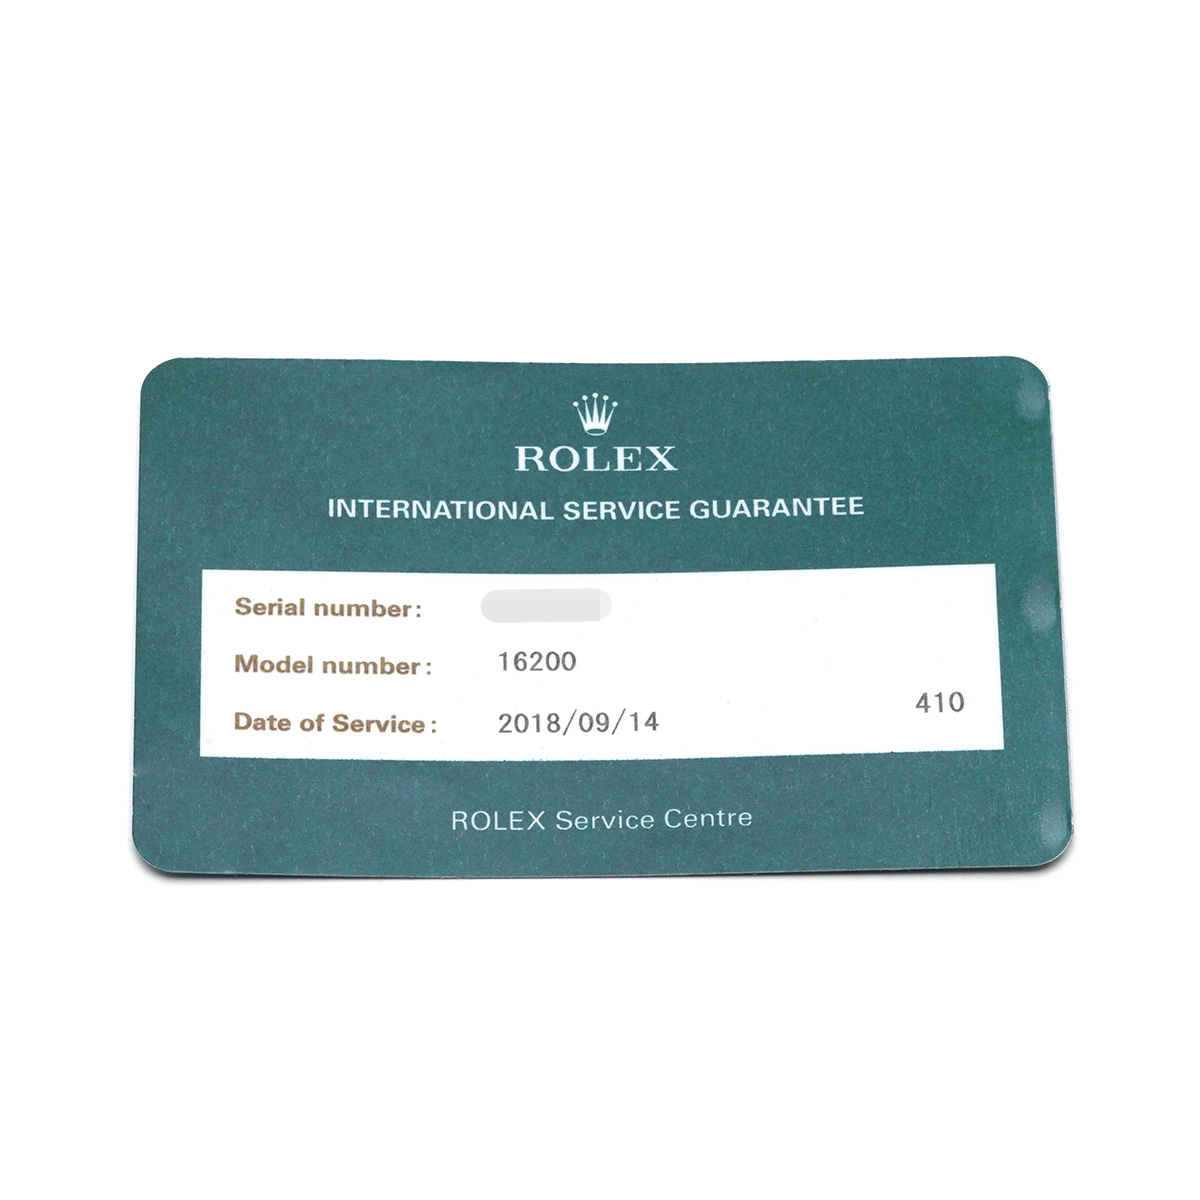 ROLEX
INTERNATIONAL SERVICE GUARANTEE
Serial number:
Model number: 16200
Date of Service: 2018/09/14 410
ROLEX Service Centre